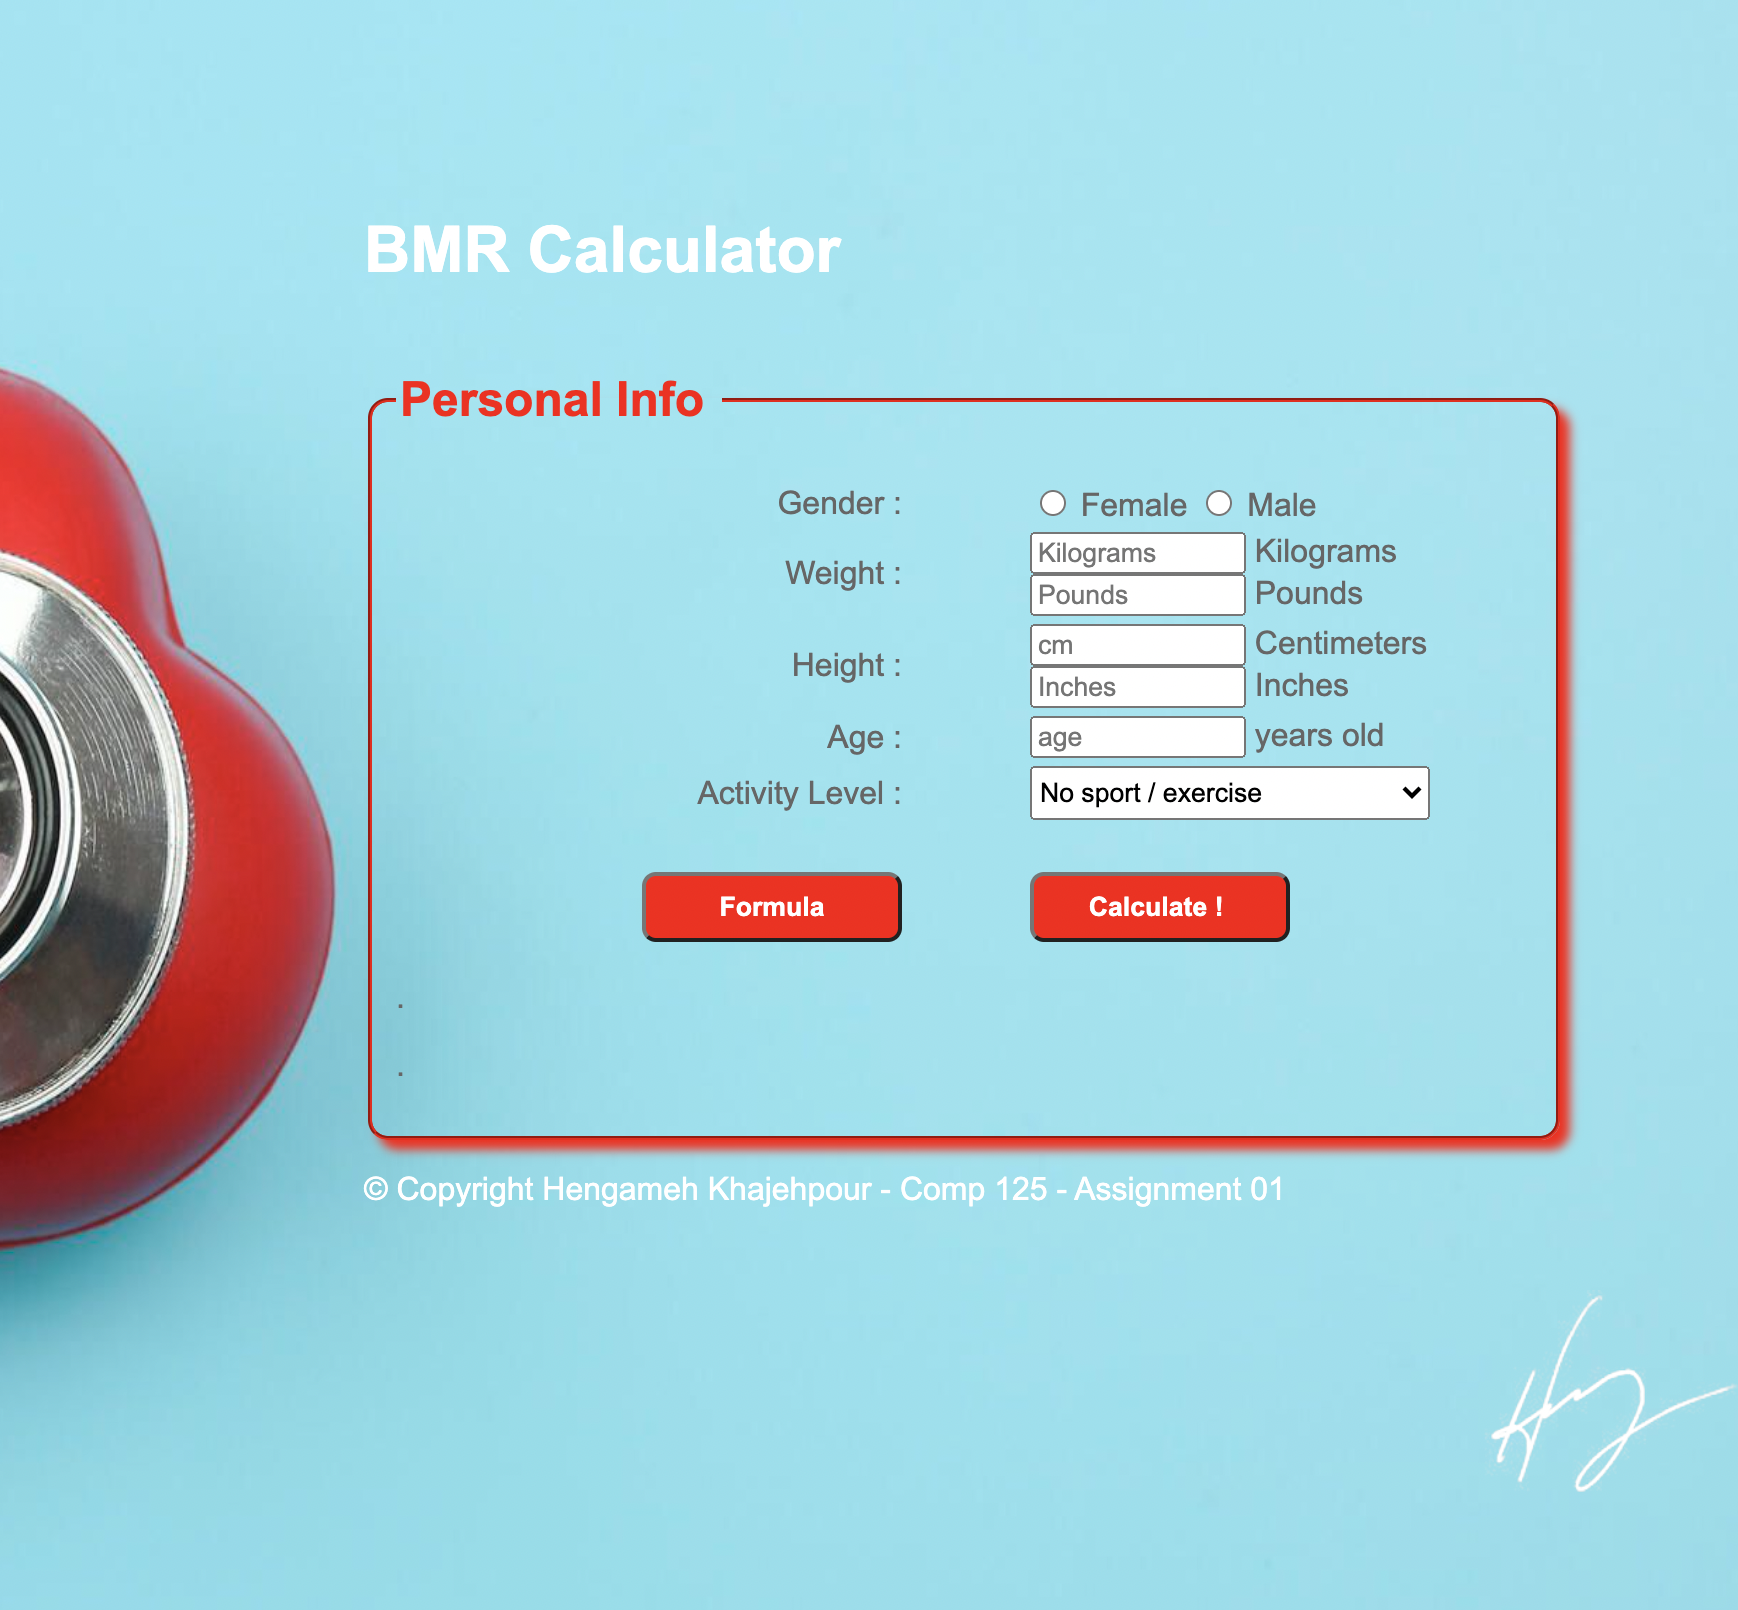 BMR Calculator
Personal Info
Gender : Female Male
Kilograms Kilograms
Weight :
Pounds Pounds
cm Centimeters
Height :
Inches Inches
Age : age years old
Activity Level : No sport / exercise
Formula Calculate !
.
.
© Copyright Hengameh Khajehpour - Comp 125 - Assignment 01